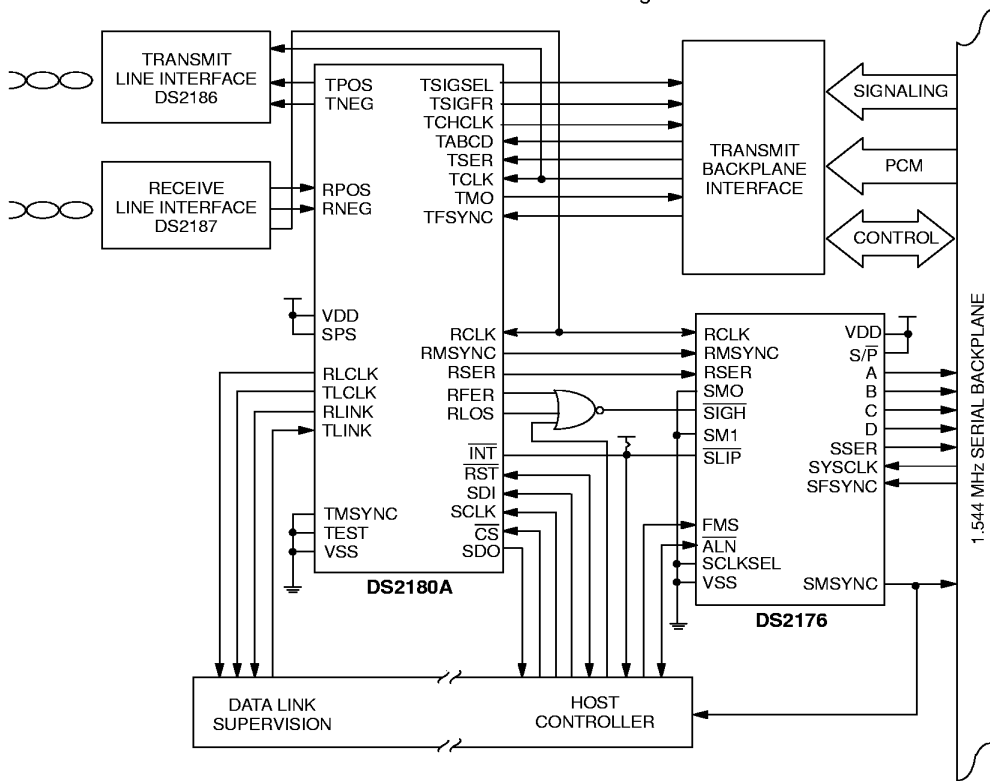 TRANSMIT
LINE INTERFACE
DS2186
RECEIVE
LINE INTERFACE
DS2187
TPOS
TNEG
RPOS
RNEG
VDD
SPS
RLCLK
TLCLK
RLINK
TLINK
TMSYNC
TEST
VSS
TSIGSEL
TSIGFR
TCHCLK
TABCD
TSER
TCLK
TMO
TFSYNC
RCLK
RMSYNC
RSER
RFER
RLOS
INT
RST
SDI
SCLK
CS
SDO
DS2180A
TRANSMIT
BACKPLANE
INTERFACE
SIGNALING
PCM
CONTROL
RCLK
RMSYNC
RSER
SMO
SIGH
SM1
SLIP
FMS
ALN
SCLKSEL
VSS
VDD
S/P
A
B
C
D
SSER
SYSCLK
SFSYNC
SMSYNC
DS2176
1.544 MHz SERIAL BACKPLANE
DATA LINK
SUPERVISION
HOST
CONTROLLER